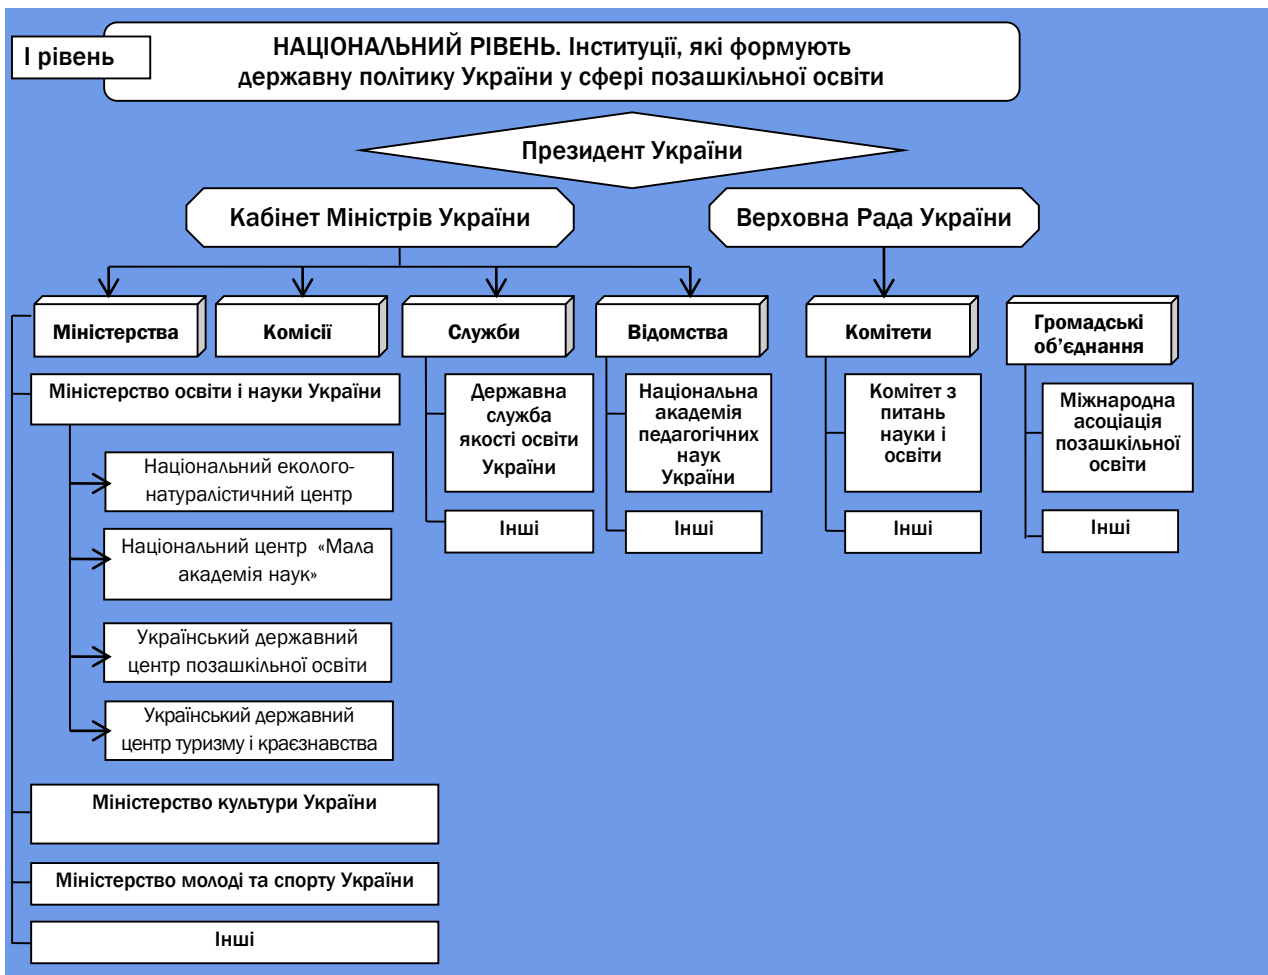 І рівень
НАЦІОНАЛЬНИЙ РІВЕНЬ. Інституції, які формують
державну політику України у сфері позашкільної освіти
Президент України
Кабінет Міністрів України
Верховна Рада України
Міністерства
Комісії
Служби
Відомства
Комітети
Громадські
об’єднання
Міністерство освіти і науки України
Національний еколого-
натуралістичний центр
Національний центр «Мала
академія наук»
Український державний
центр позашкільної освіти
Український державний
центр туризму і краєзнавства
Міністерство культури України
Міністерство молоді та спорту України
Інші
Державна
служба
якості освіти
України
Інші
Національна
академія
педагогічних
наук
України
Інші
Комітет з
питань
науки і
освіти
Інші
Міжнародна
асоціація
позашкільної
освіти
Інші